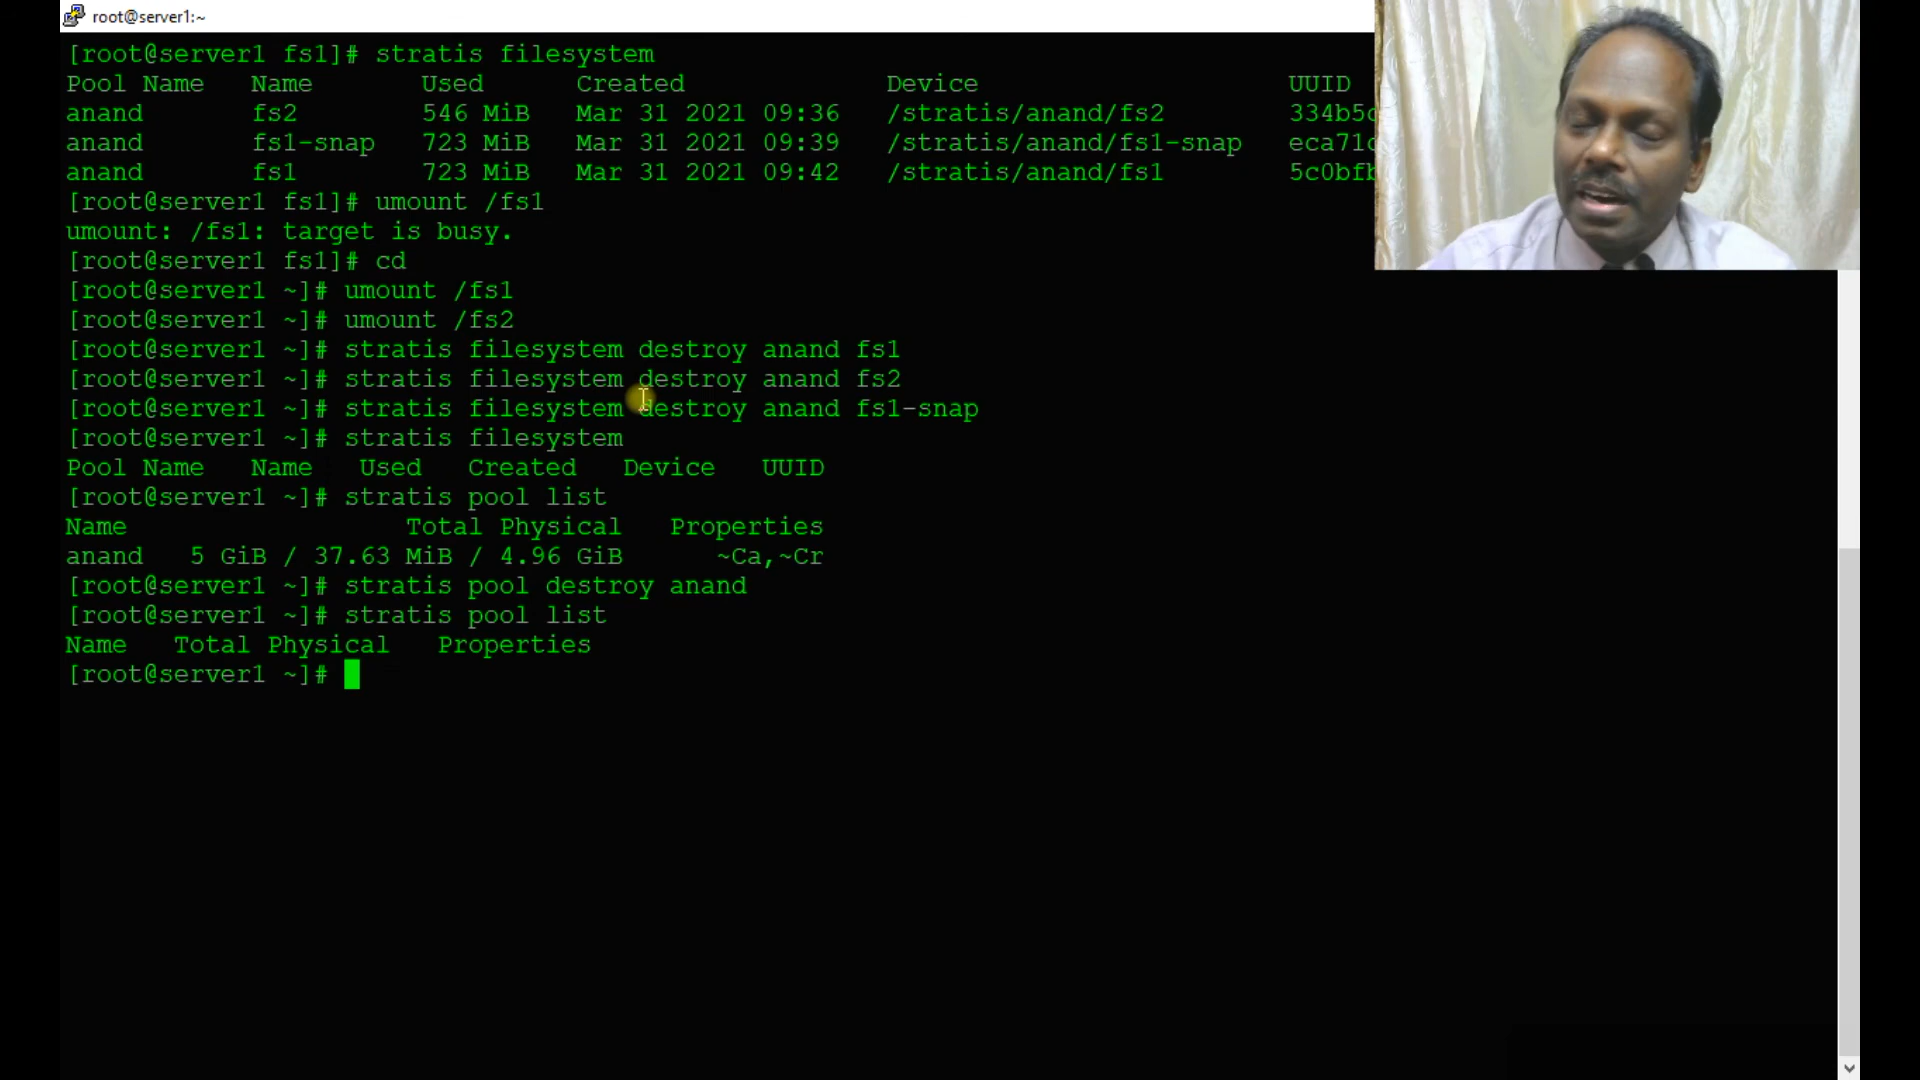 root@server1:~
[root@server1 fs1]# stratis filesystem
Pool Name   Name       Used      Created             Device                     UUID
anand       fs2        546 MiB   Mar 31 2021 09:36   /stratis/anand/fs2         334b5
anand       fs1-snap   723 MiB   Mar 31 2021 09:39   /stratis/anand/fs1-snap   eca71
anand       fs1        723 MiB   Mar 31 2021 09:42   /stratis/anand/fs1         5c0bf
[root@server1 fs1]# umount /fs1
umount: /fs1: target is busy.
[root@server1 fs1]# cd
[root@server1 ~]# umount /fs1
[root@server1 ~]# umount /fs2
[root@server1 ~]# stratis filesystem destroy anand fs1
[root@server1 ~]# stratis filesystem destroy anand fs2
[root@server1 ~]# stratis filesystem destroy anand fs1-snap
[root@server1 ~]# stratis filesystem
Pool Name   Name   Used   Created   Device   UUID
[root@server1 ~]# stratis pool list
Name                  Total Physical   Properties
anand   5 GiB / 37.63 MiB / 4.96 GiB      ~Ca,~Cr
[root@server1 ~]# stratis pool destroy anand
[root@server1 ~]# stratis pool list
Name   Total Physical   Properties
[root@server1 ~]#